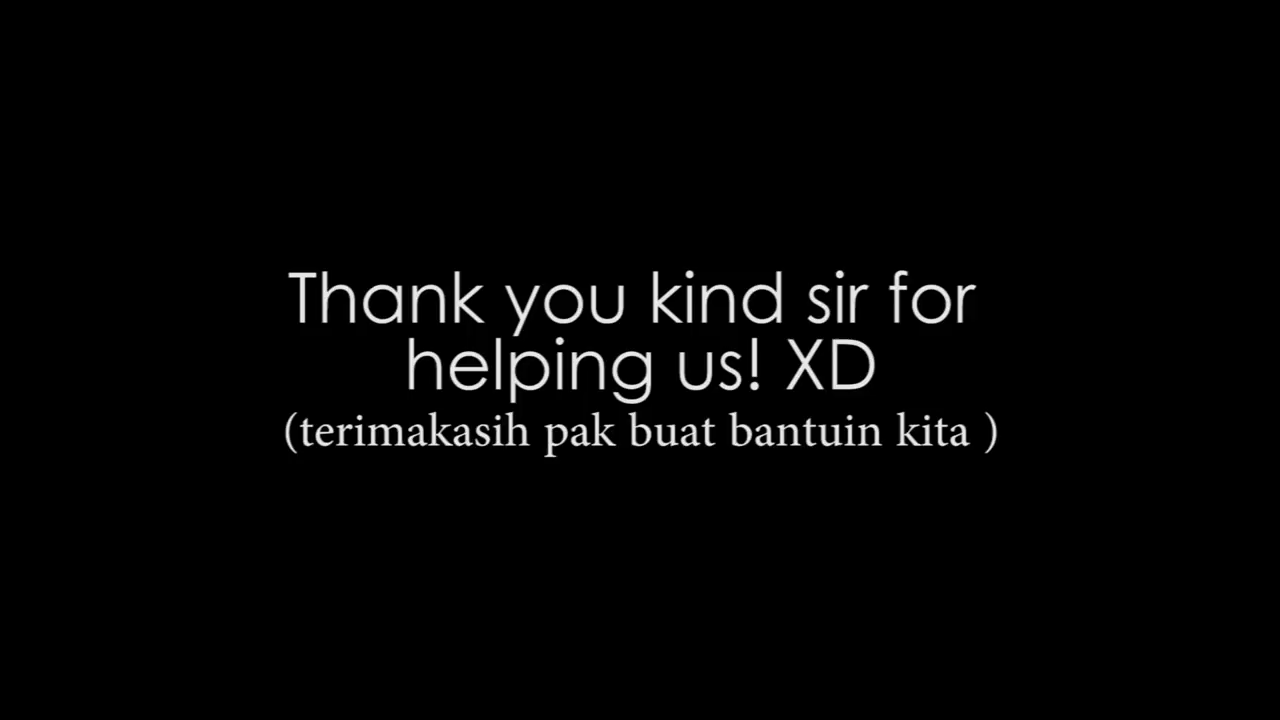 Thank you kind sir for
helping us! XD
(terimakasih pak buat bantuin kita )